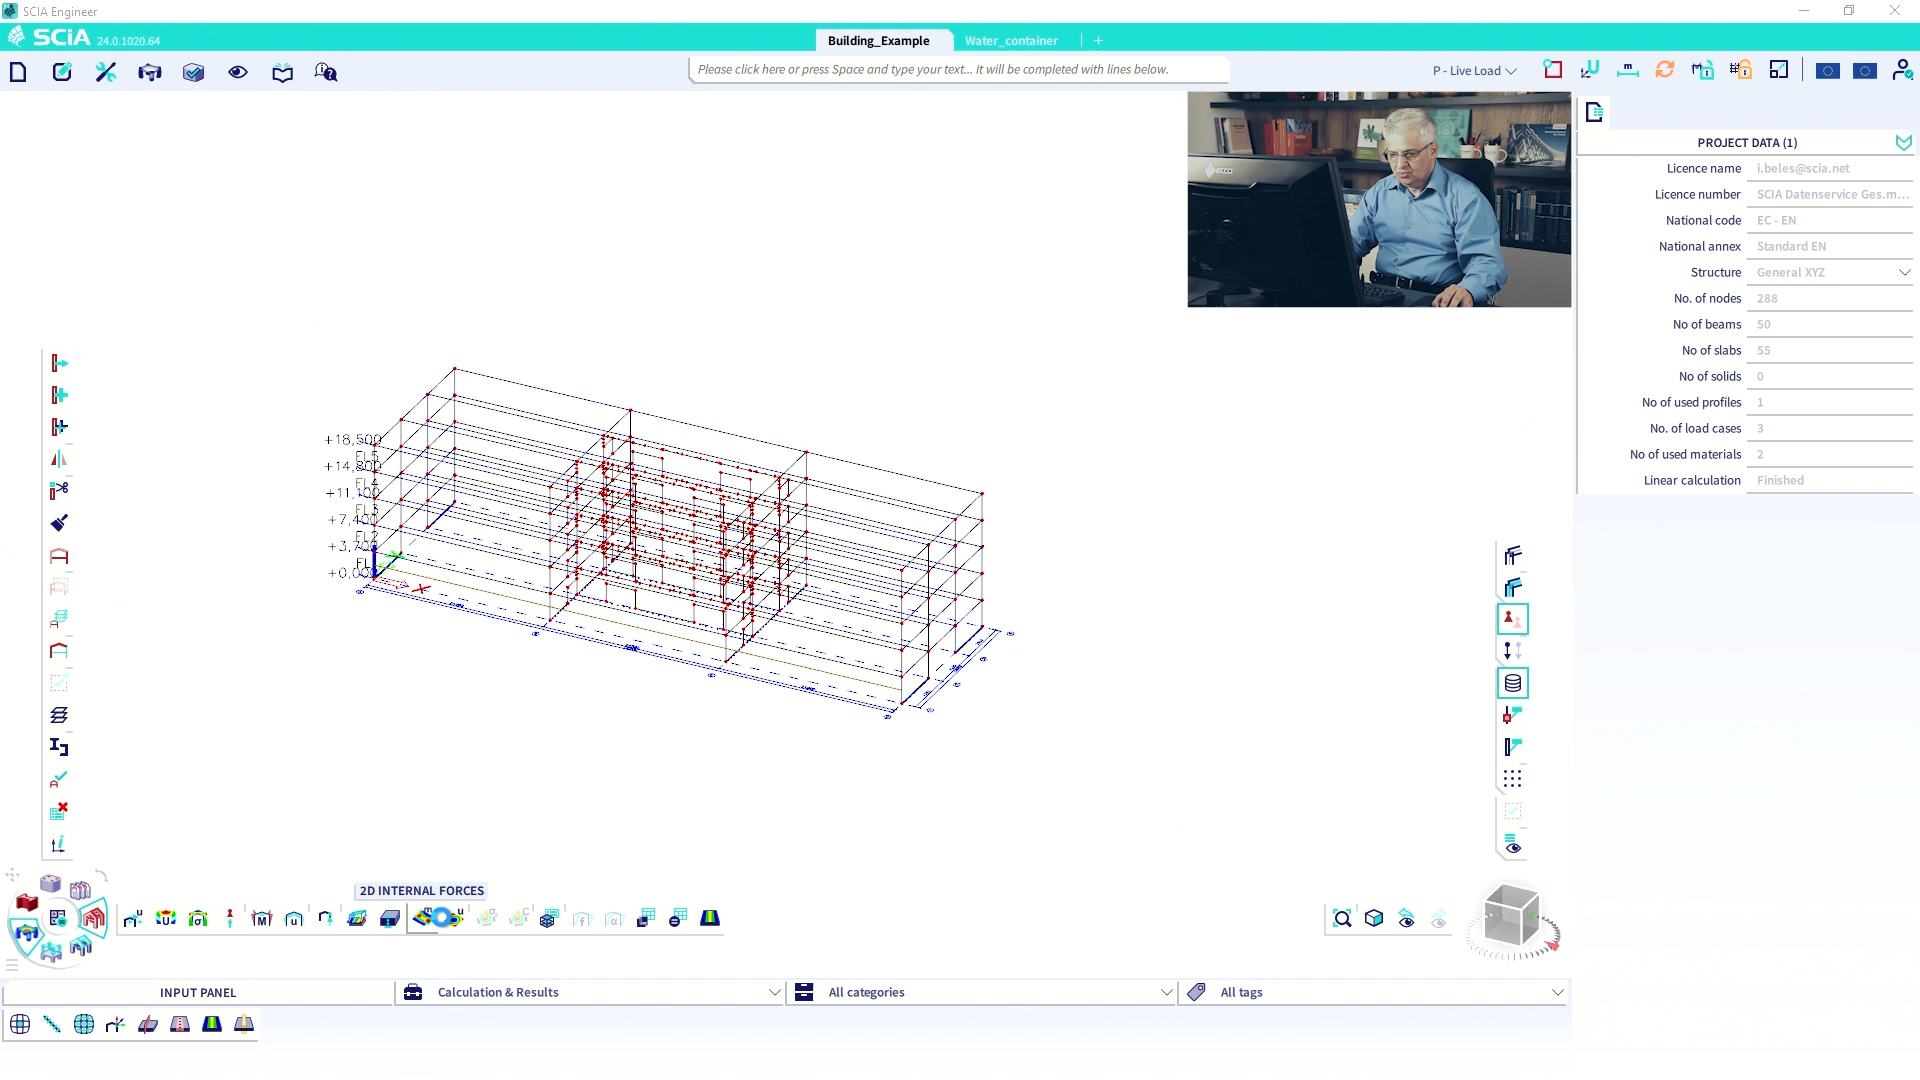 SCIA Engineer
SCiA 24.0.1020.64
Building_Example
Water_container
+
Please click here or press Space and type your text... It will be completed with lines below.
P - Live Load
PROJECT DATA (1)
Licence name i.beles@scia.net
Licence number SCIA Datenservice Ges.m...
National code EC - EN
National annex Standard EN
Structure General XYZ
No. of nodes 288
No of beams 50
No of slabs 55
No of solids 0
No of used profiles 1
No. of load cases 3
No of used materials 2
Linear calculation Finished
+18,500
FL5
+14,800
FL4
+11,100
FL3
+7,400
FL2
X
2D INTERNAL FORCES
INPUT PANEL
Calculation & Results
All categories
All tags